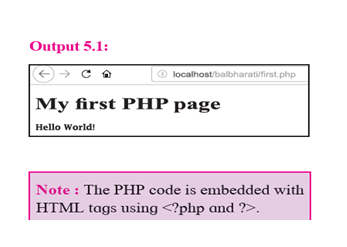 Output 5.1:
localhost/balbharati/first.php
My first PHP page
Hello World!
Note : The PHP code is embedded with
HTML tags using <?php and ?>.